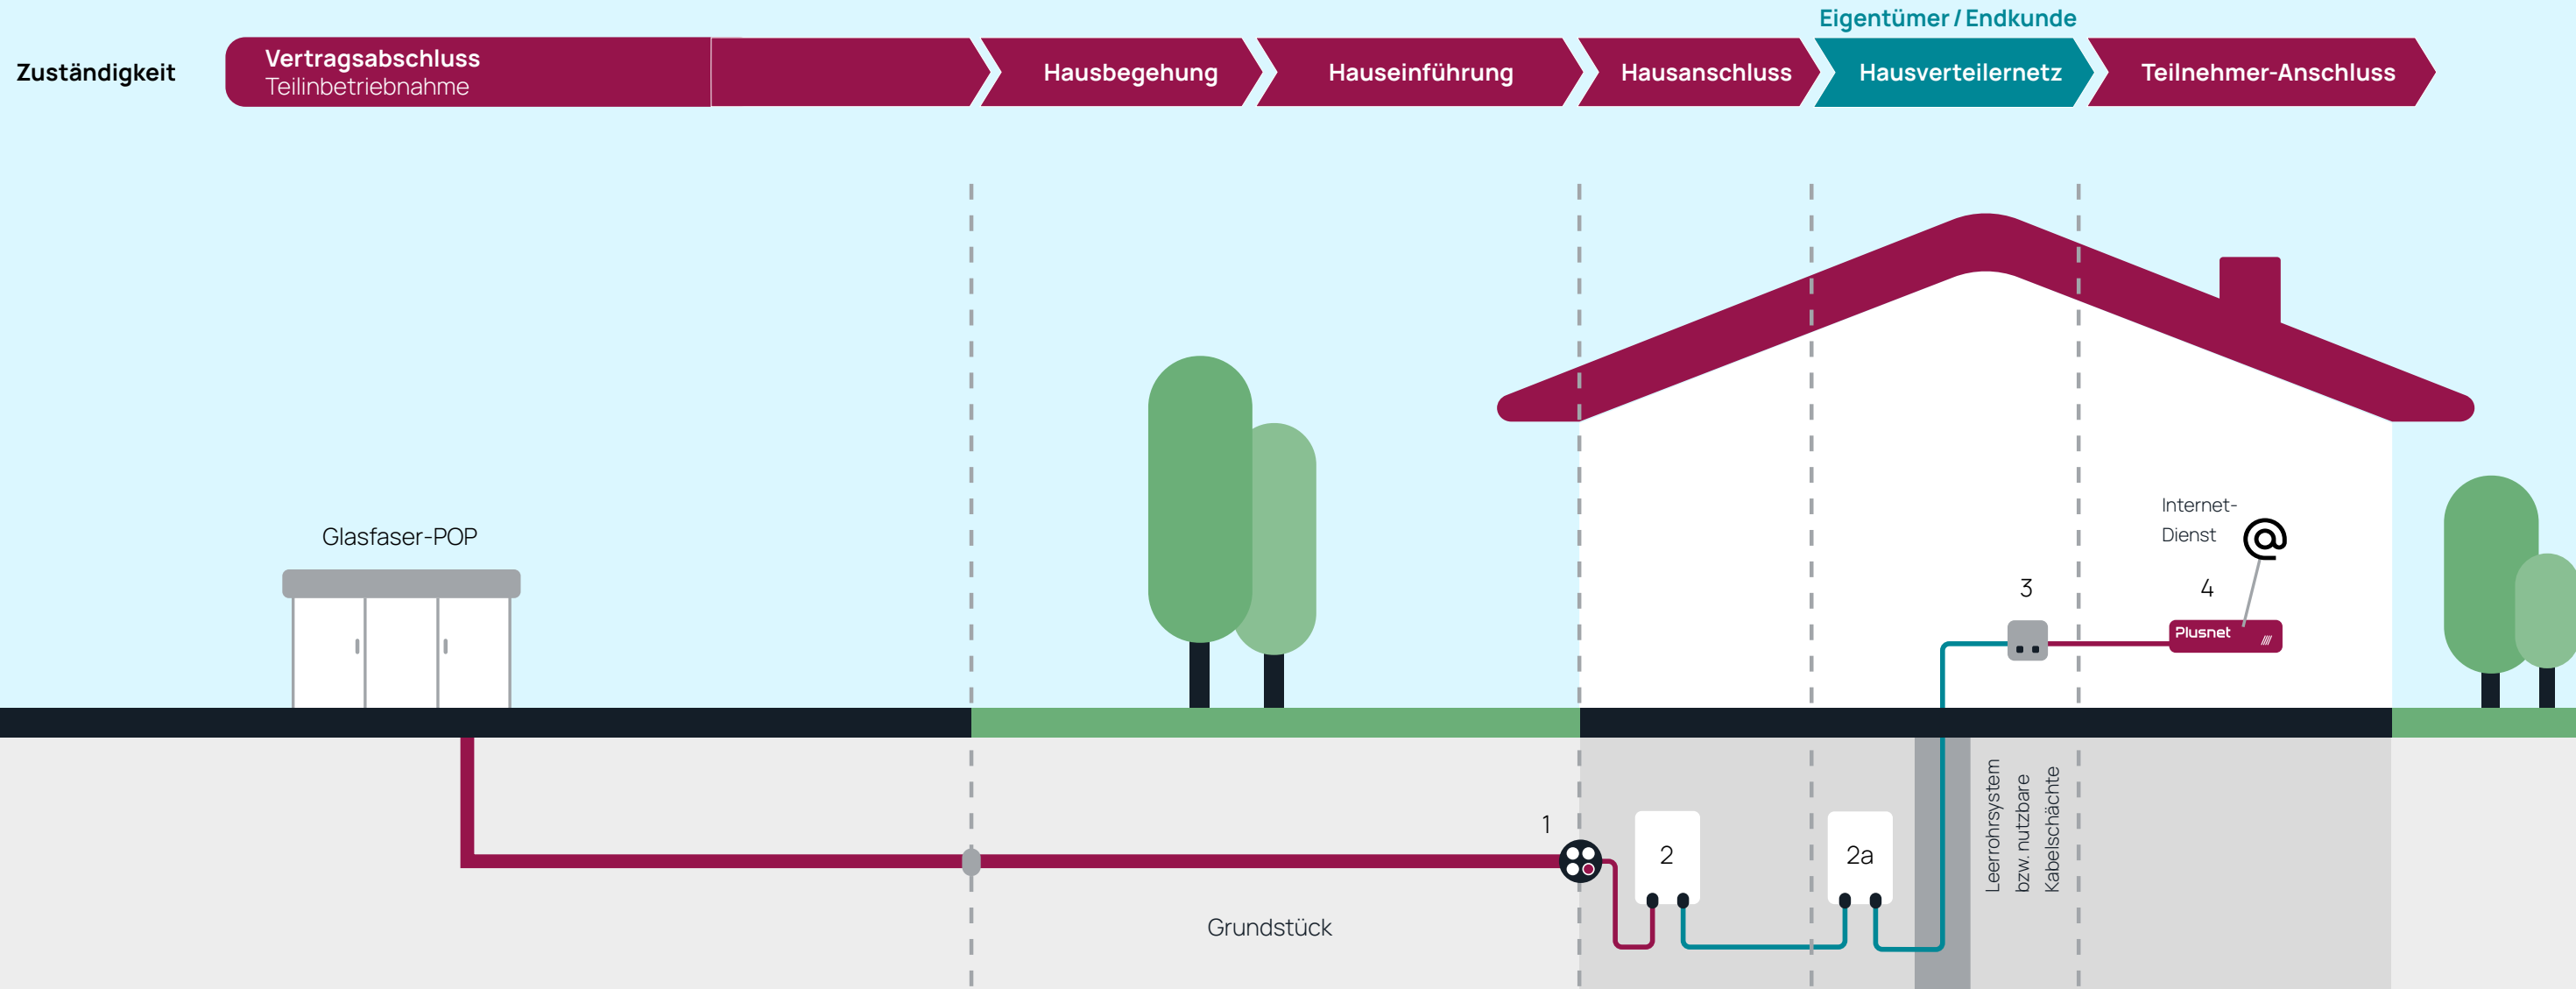 Eigentümer / Endkunde
Zuständigkeit
Vertragsabschluss
Teilinbetriebnahme
Hausbegehung
Hauseinführung
Hausanschluss
Hausverteilernetz
Teilnehmer-Anschluss
Glasfaser-POP
Internet-
Dienst
@
3
4
Plusnet
1
2
2a
Leerrohrsystem
bzw. nutzbare
Kabelschächte
Grundstück